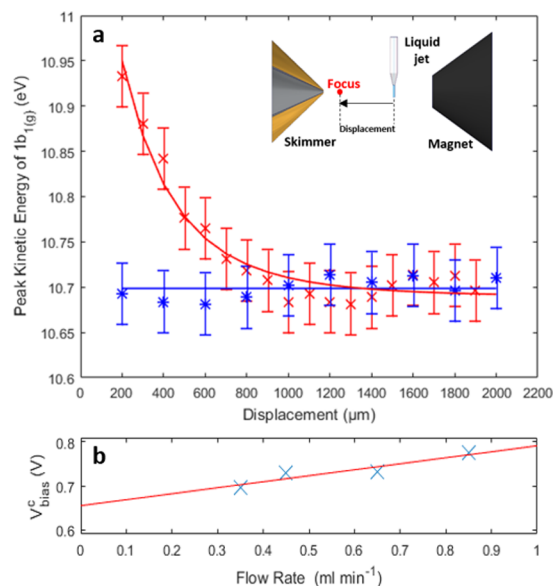 a
10.95
10.9
10.85
10.8
10.75
10.7
10.65
10.6
Peak Kinetic Energy of 1b1(g) (eV)
Liquid
jet
Focus
Displacement
Skimmer
Magnet
0 200 400 600 800 1000 1200 1400 1600 1800 2000 2200
Displacement (μm)
b
0.8
0.7
0.6
V^c_bias (V)
0 0.1 0.2 0.3 0.4 0.5 0.6 0.7 0.8 0.9 1
Flow Rate (ml min⁻¹)